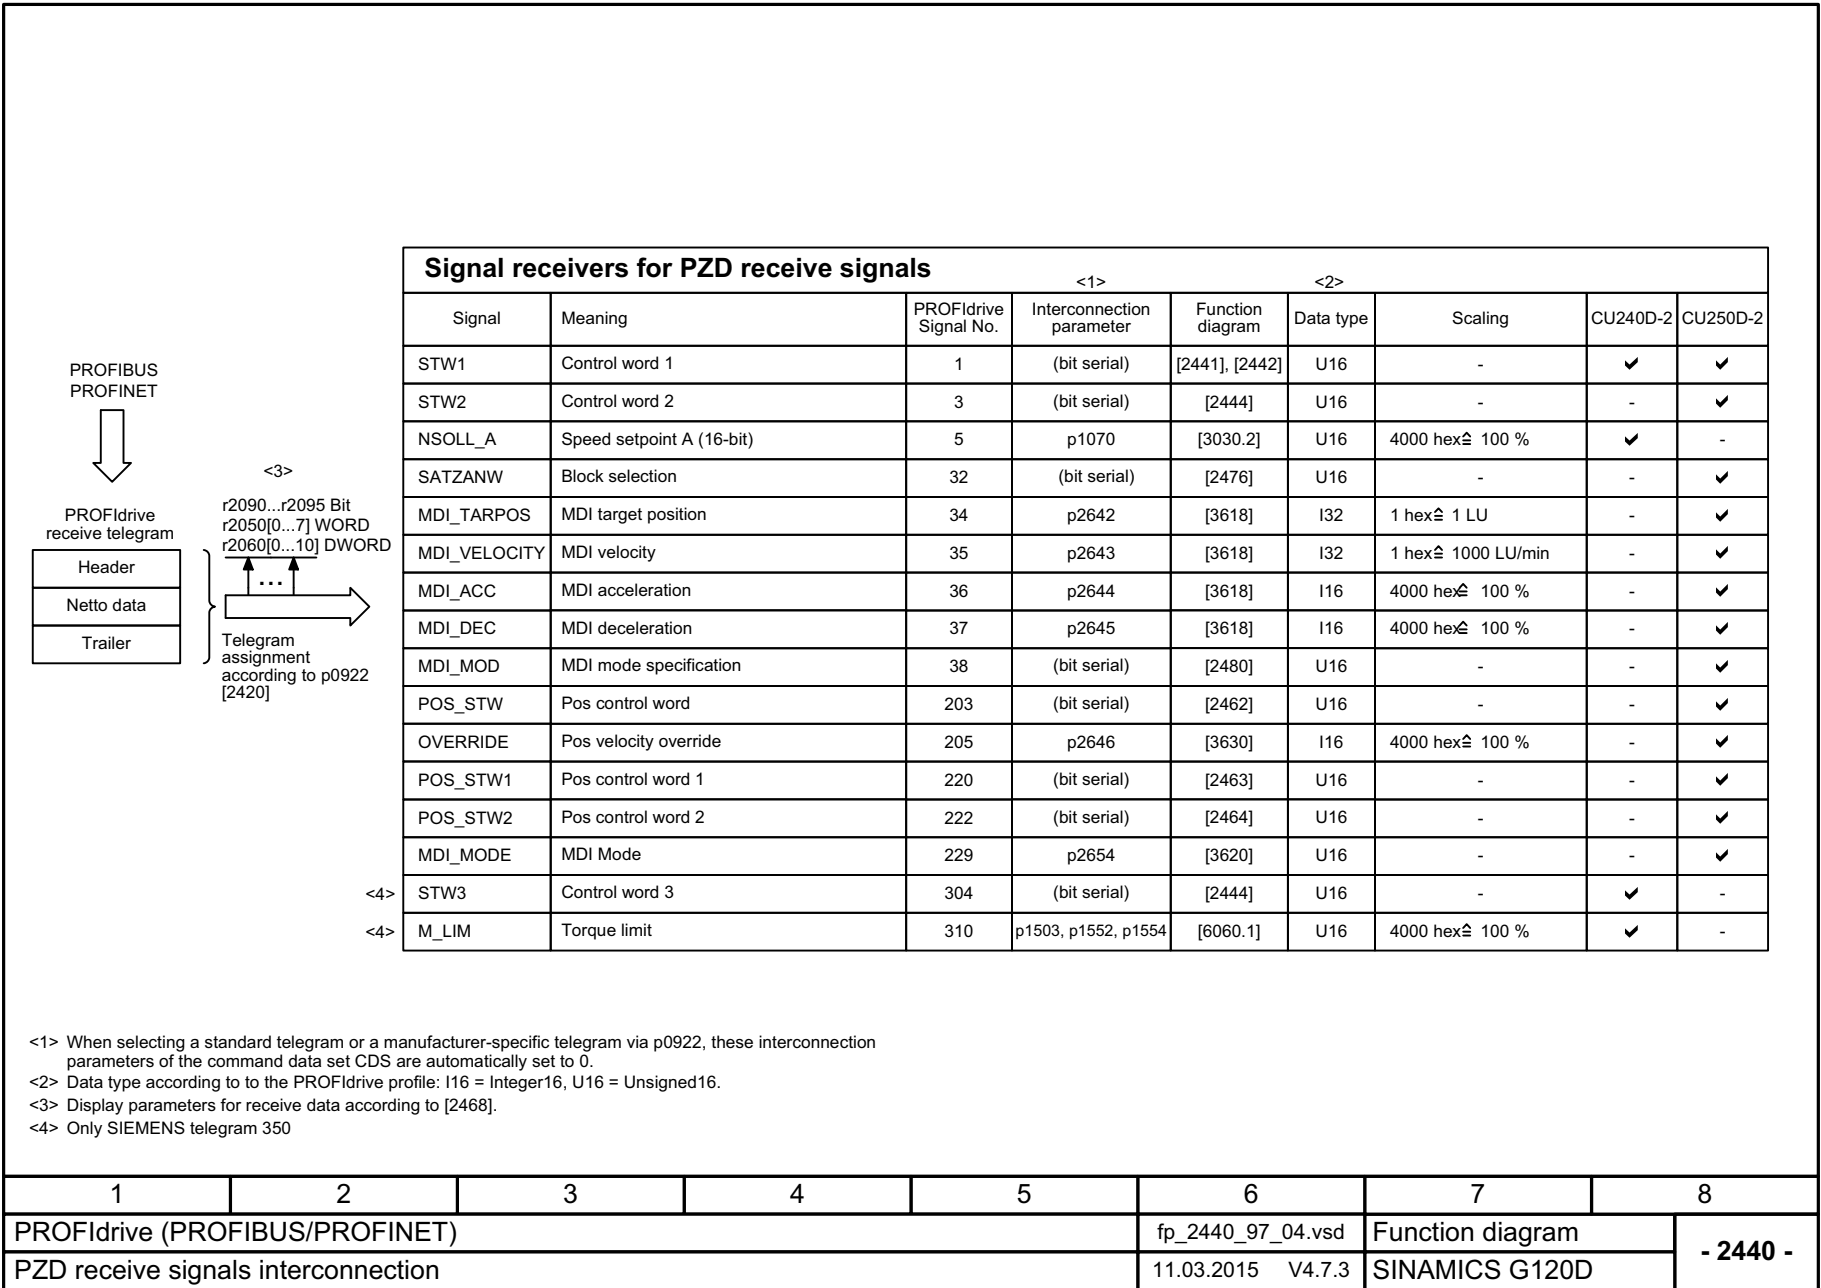 Signal receivers for PZD receive signals
<1> <2>
Signal Meaning PROFIdrive Signal No. Interconnection parameter Function diagram Data type Scaling CU240D-2 CU250D-2
STW1 Control word 1 1 (bit serial) [2441], [2442] U16 - ✔ ✔
STW2 Control word 2 3 (bit serial) [2444] U16 - - ✔
NSOLL_A Speed setpoint A (16-bit) 5 p1070 [3030.2] U16 4000 hex≙ 100 % ✔ -
SATZANW Block selection 32 (bit serial) [2476] U16 - - ✔
MDI_TARPOS MDI target position 34 p2642 [3618] I32 1 hex≙ 1 LU - ✔
MDI_VELOCITY MDI velocity 35 p2643 [3618] I32 1 hex≙ 1000 LU/min - ✔
MDI_ACC MDI acceleration 36 p2644 [3618] I16 4000 hex≙ 100 % - ✔
MDI_DEC MDI deceleration 37 p2645 [3618] I16 4000 hex≙ 100 % - ✔
MDI_MOD MDI mode specification 38 (bit serial) [2480] U16 - - ✔
POS_STW Pos control word 203 (bit serial) [2462] U16 - - ✔
OVERRIDE Pos velocity override 205 p2646 [3630] I16 4000 hex≙ 100 % - ✔
POS_STW1 Pos control word 1 220 (bit serial) [2463] U16 - - ✔
POS_STW2 Pos control word 2 222 (bit serial) [2464] U16 - - ✔
MDI_MODE MDI Mode 229 p2654 [3620] U16 - - ✔
<4> STW3 Control word 3 304 (bit serial) [2444] U16 - ✔ -
<4> M_LIM Torque limit 310 p1503, p1552, p1554 [6060.1] U16 4000 hex≙ 100 % ✔ -
PROFIBUS
PROFINET
PROFIdrive
receive telegram
Header
Netto data
Trailer
<3>
r2090...r2095 Bit
r2050[0...7] WORD
r2060[0...10] DWORD
...
Telegram
assignment
according to p0922
[2420]
<1> When selecting a standard telegram or a manufacturer-specific telegram via p0922, these interconnection
parameters of the command data set CDS are automatically set to 0.
<2> Data type according to to the PROFIdrive profile: I16 = Integer16, U16 = Unsigned16.
<3> Display parameters for receive data according to [2468].
<4> Only SIEMENS telegram 350
1 2 3 4 5 6 7 8
PROFIdrive (PROFIBUS/PROFINET) fp_2440_97_04.vsd Function diagram
- 2440 -
PZD receive signals interconnection 11.03.2015 V4.7.3 SINAMICS G120D